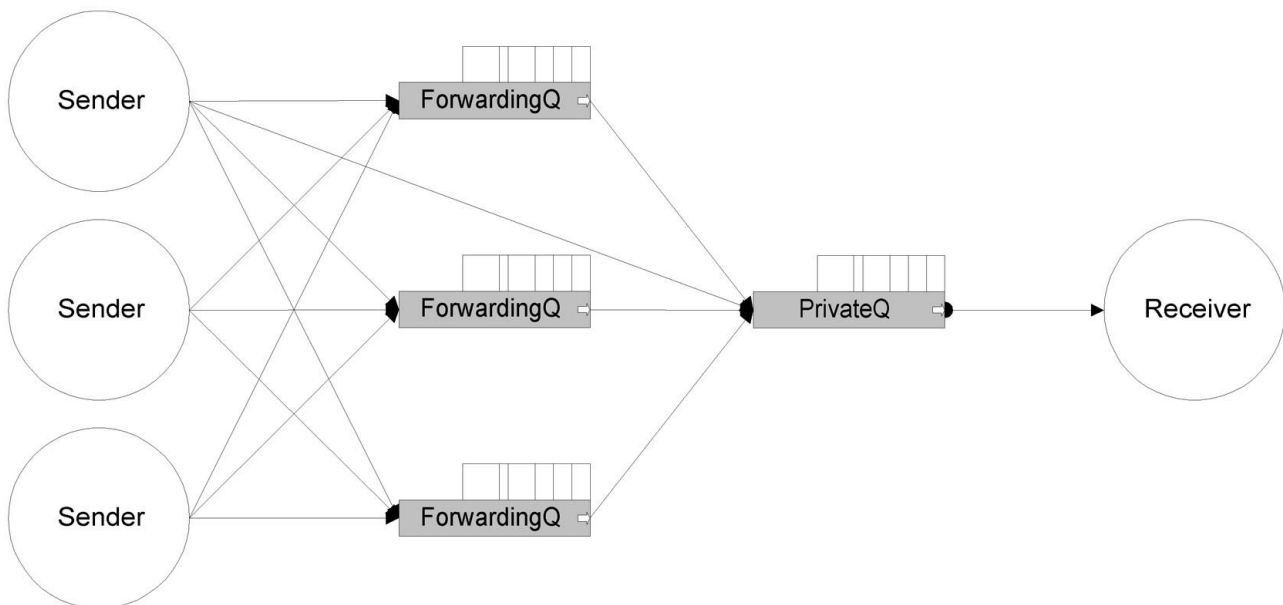 Sender
ForwardingQ
Sender
ForwardingQ
PrivateQ
Receiver
Sender
ForwardingQ